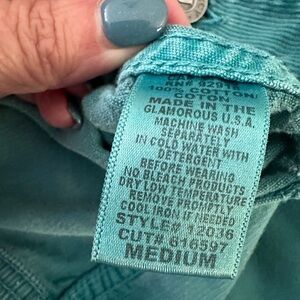 100% COTTON
COTTON
MADE IN THE
GLAMOROUS U.S.A.
MACHINE WASH
SEPARATELY
IN COLD WATER WITH
DETERGENT
BEFORE WEARING
NO BLEACH PRODUCTS
DRY LOW TEMPERATURE
REMOVE PROMPTLY
COOL IRON IF NEEDED
STYLE# 12036
CUT# 616597
MEDIUM